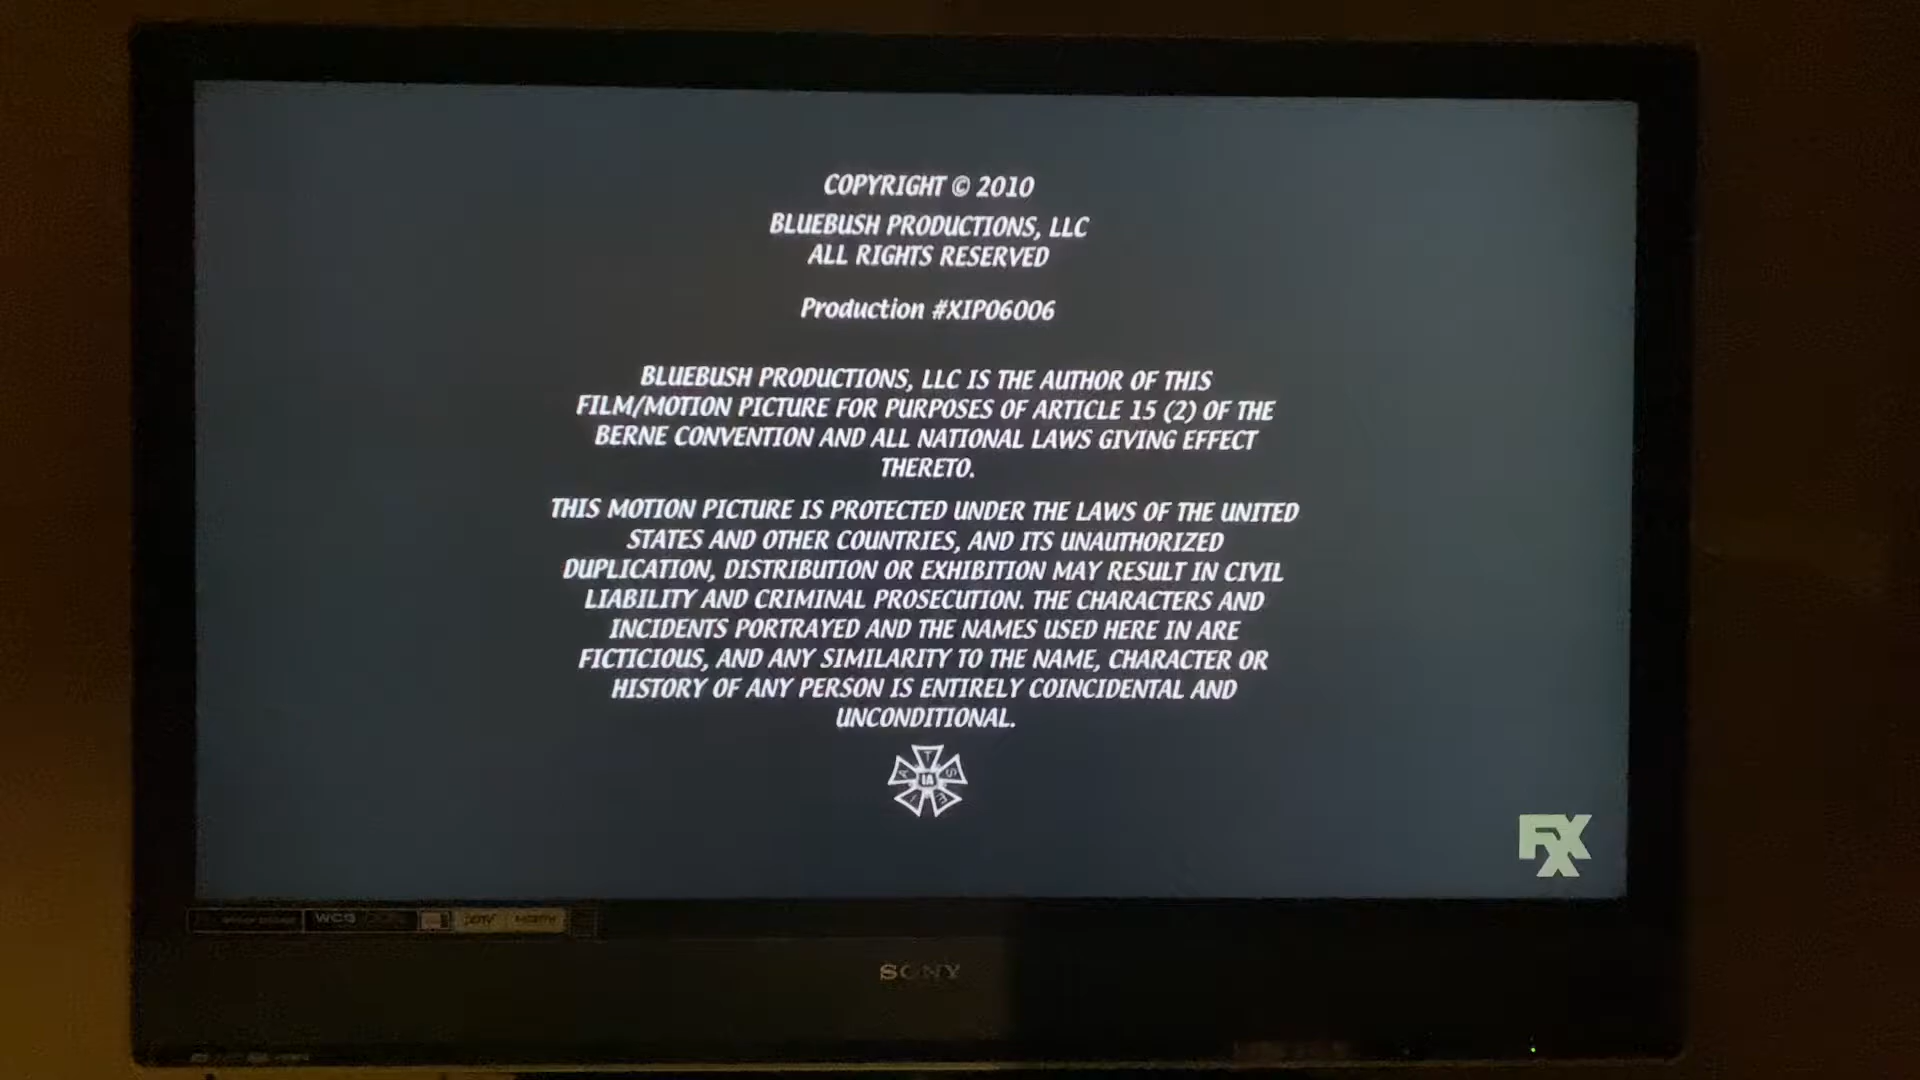 COPYRIGHT © 2010
BLUEBUSH PRODUCTIONS, LLC
ALL RIGHTS RESERVED
Production #XIP06006
BLUEBUSH PRODUCTIONS, LLC IS THE AUTHOR OF THIS
FILM/MOTION PICTURE FOR PURPOSES OF ARTICLE 15 (2) OF THE
BERNE CONVENTION AND ALL NATIONAL LAWS GIVING EFFECT
THERETO.
THIS MOTION PICTURE IS PROTECTED UNDER THE LAWS OF THE UNITED
STATES AND OTHER COUNTRIES, AND ITS UNAUTHORIZED
DUPLICATION, DISTRIBUTION OR EXHIBITION MAY RESULT IN CIVIL
LIABILITY AND CRIMINAL PROSECUTION. THE CHARACTERS AND
INCIDENTS PORTRAYED AND THE NAMES USED HERE IN ARE
FICTICIOUS, AND ANY SIMILARITY TO THE NAME, CHARACTER OR
HISTORY OF ANY PERSON IS ENTIRELY COINCIDENTAL AND
UNCONDITIONAL.
IATSE IA
FXX
WCG
SONY